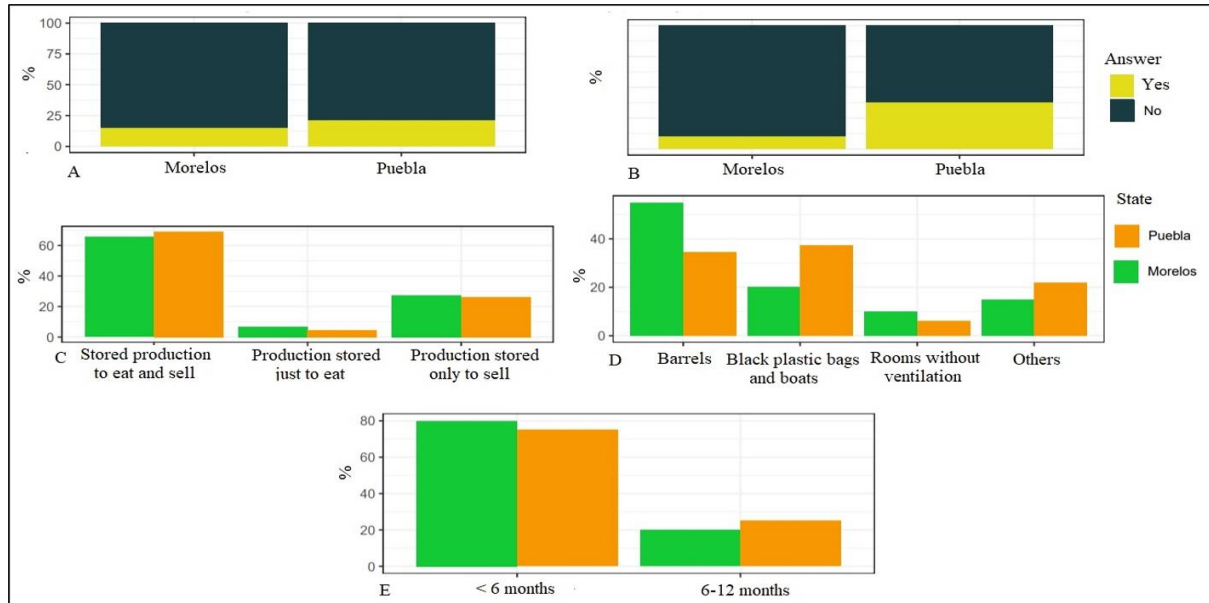 100
75
50
25
0
%
A
Morelos
Puebla
%
B
Morelos
Puebla
Answer
Yes
No
60
40
20
0
%
C
Stored production
to eat and sell
Production stored
just to eat
Production stored
only to sell
40
20
0
%
D
Barrels
Black plastic bags
and boats
Rooms without
ventilation
Others
State
Puebla
Morelos
80
60
40
20
0
%
E
< 6 months
6-12 months